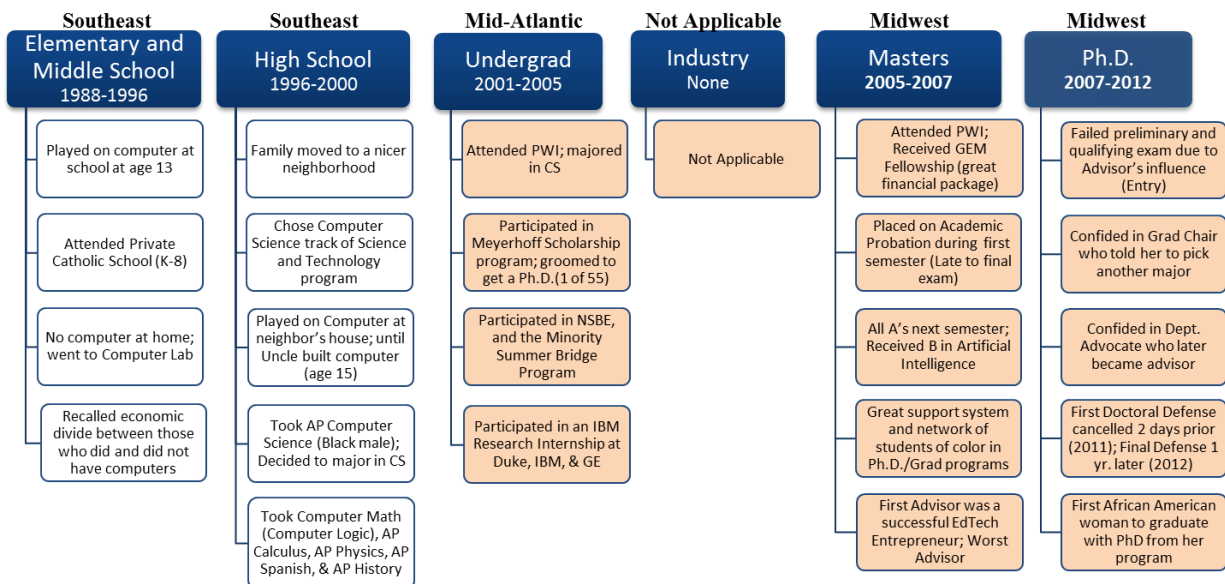 Southeast
Elementary and
Middle School
1988-1996
Played on computer at
school at age 13
Attended Private
Catholic School (K-8)
No computer at home;
went to Computer Lab
Recalled economic
divide between those
who did and did not
have computers
Southeast
High School
1996-2000
Family moved to a nicer
neighborhood
Chose Computer
Science track of Science
and Technology
program
Played on Computer at
neighbor's house; until
Uncle built computer
(age 15)
Took AP Computer
Science (Black male);
Decided to major in CS
Took Computer Math
(Computer Logic), AP
Calculus, AP Physics, AP
Spanish, & AP History
Mid-Atlantic
Undergrad
2001-2005
Attended PWI; majored
in CS
Participated in
Meyerhoff Scholarship
program; groomed to
get a Ph.D.(1 of 55)
Participated in NSBE,
and the Minority
Summer Bridge
Program
Participated in an IBM
Research Internship at
Duke, IBM, & GE
Not Applicable
Industry
None
Not Applicable
Midwest
Masters
2005-2007
Attended PWI;
Received GEM
Fellowship (great
financial package)
Placed on Academic
Probation during first
semester (Late to final
exam)
All A's next semester;
Received B in Artificial
Intelligence
Great support system
and network of
students of color in
Ph.D./Grad programs
First Advisor was a
successful EdTech
Entrepreneur; Worst
Advisor
Midwest
Ph.D.
2007-2012
Failed preliminary and
qualifying exam due to
Advisor's influence
(Entry)
Confided in Grad Chair
who told her to pick
another major
Confided in Dept.
Advocate who later
became advisor
First Doctoral Defense
cancelled 2 days prior
(2011); Final Defense 1
yr. later (2012)
First African American
woman to graduate
with PhD from her
program